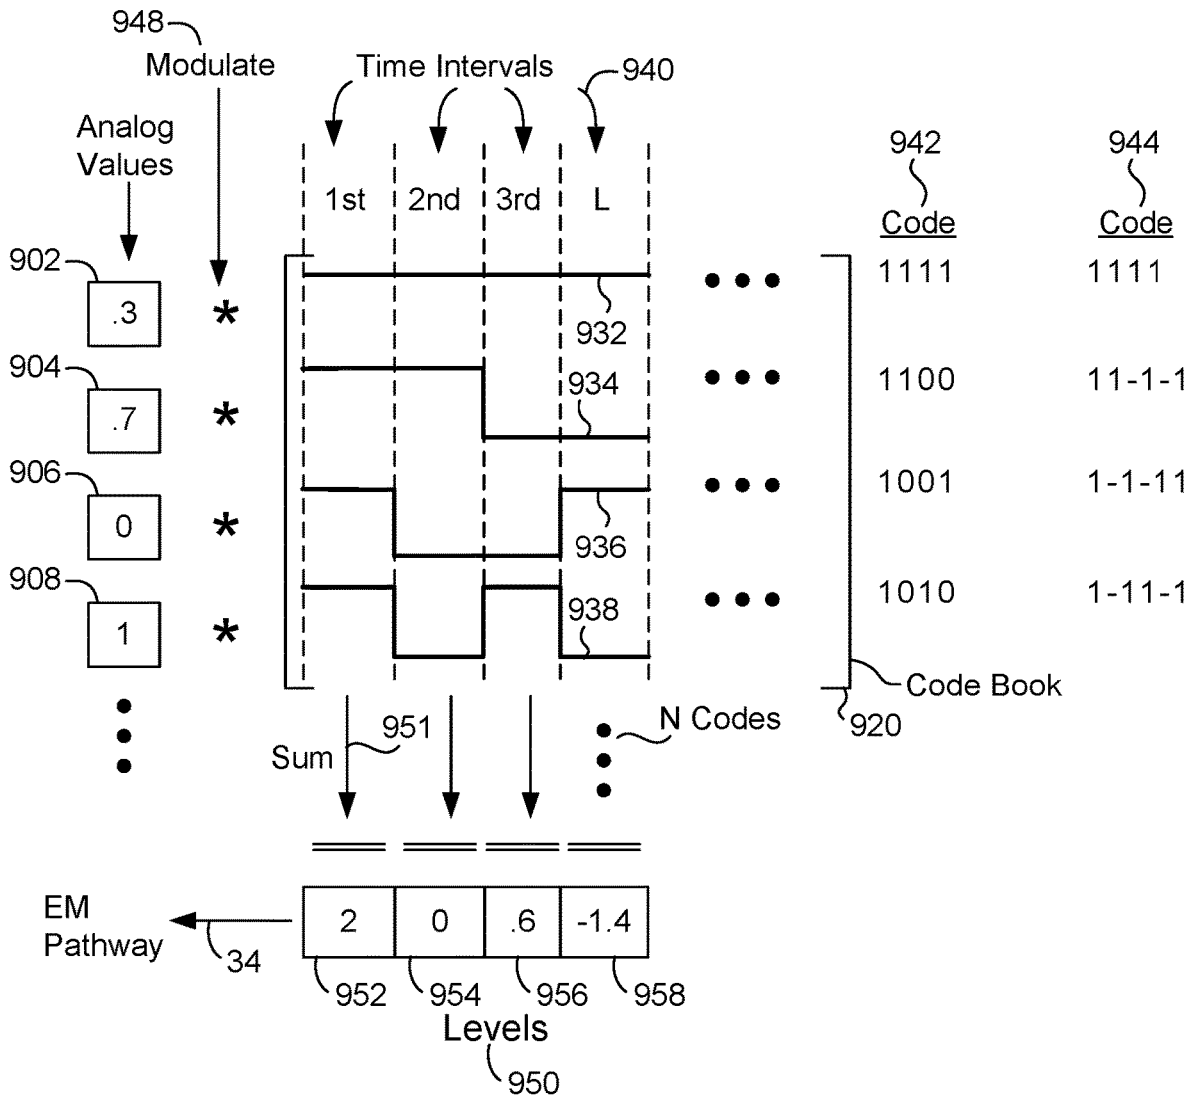 948
Modulate
Time Intervals
940
Analog
Values
942
944
1st 2nd 3rd L
Code
Code
902
.3
*
932
1111
1111
904
.7
*
934
1100
11-1-1
906
0
*
936
1001
1-1-11
908
1
*
938
1010
1-11-1
Code Book
920
951
Sum
N Codes
EM
Pathway
34
2 0 .6 -1.4
952 954 956 958
Levels
950